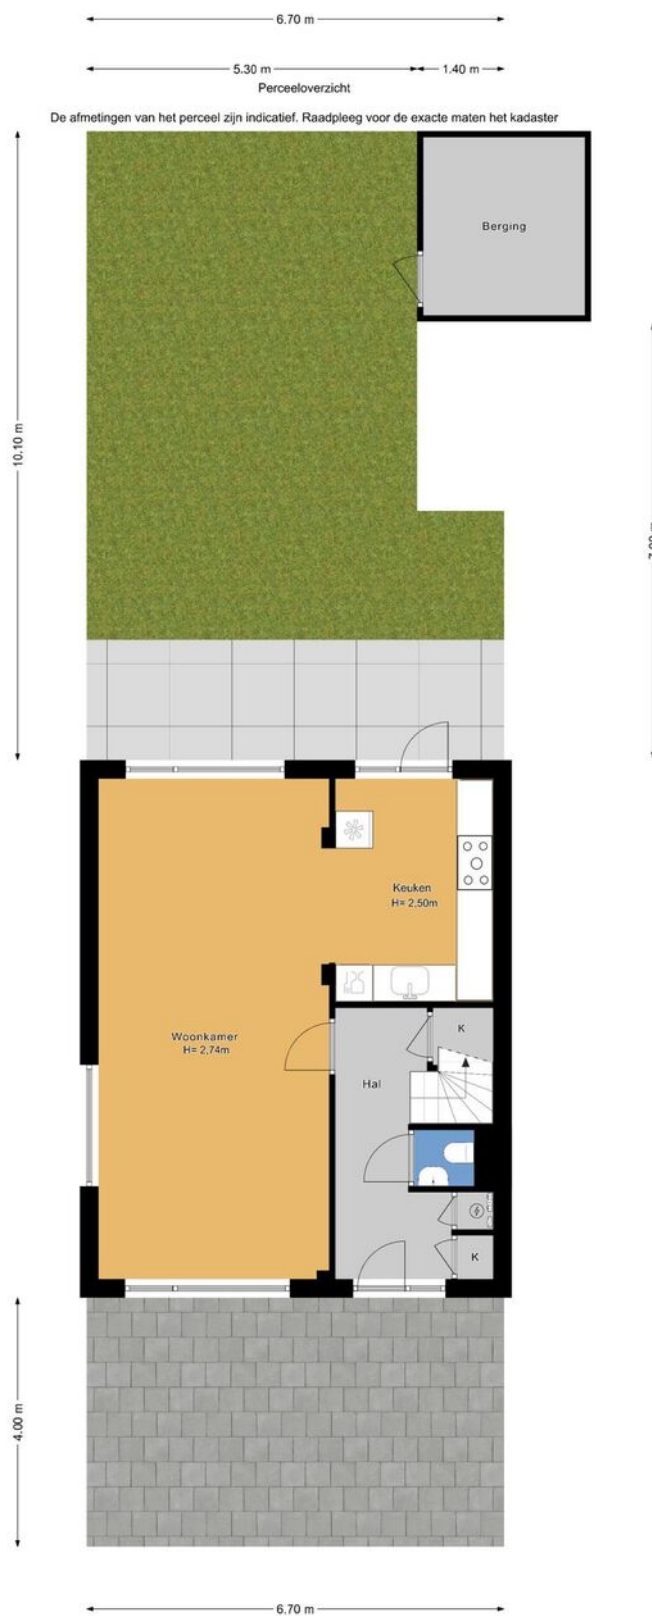 6.70 m
5.30 m
1.40 m
Perceeloverzicht
De afmetingen van het perceel zijn indicatief. Raadpleeg voor de exacte maten het kadaster
Berging
10.10 m
Keuken
H= 2,50m
Woonkamer
H= 2,74m
K
Hal
K
4.00 m
6.70 m